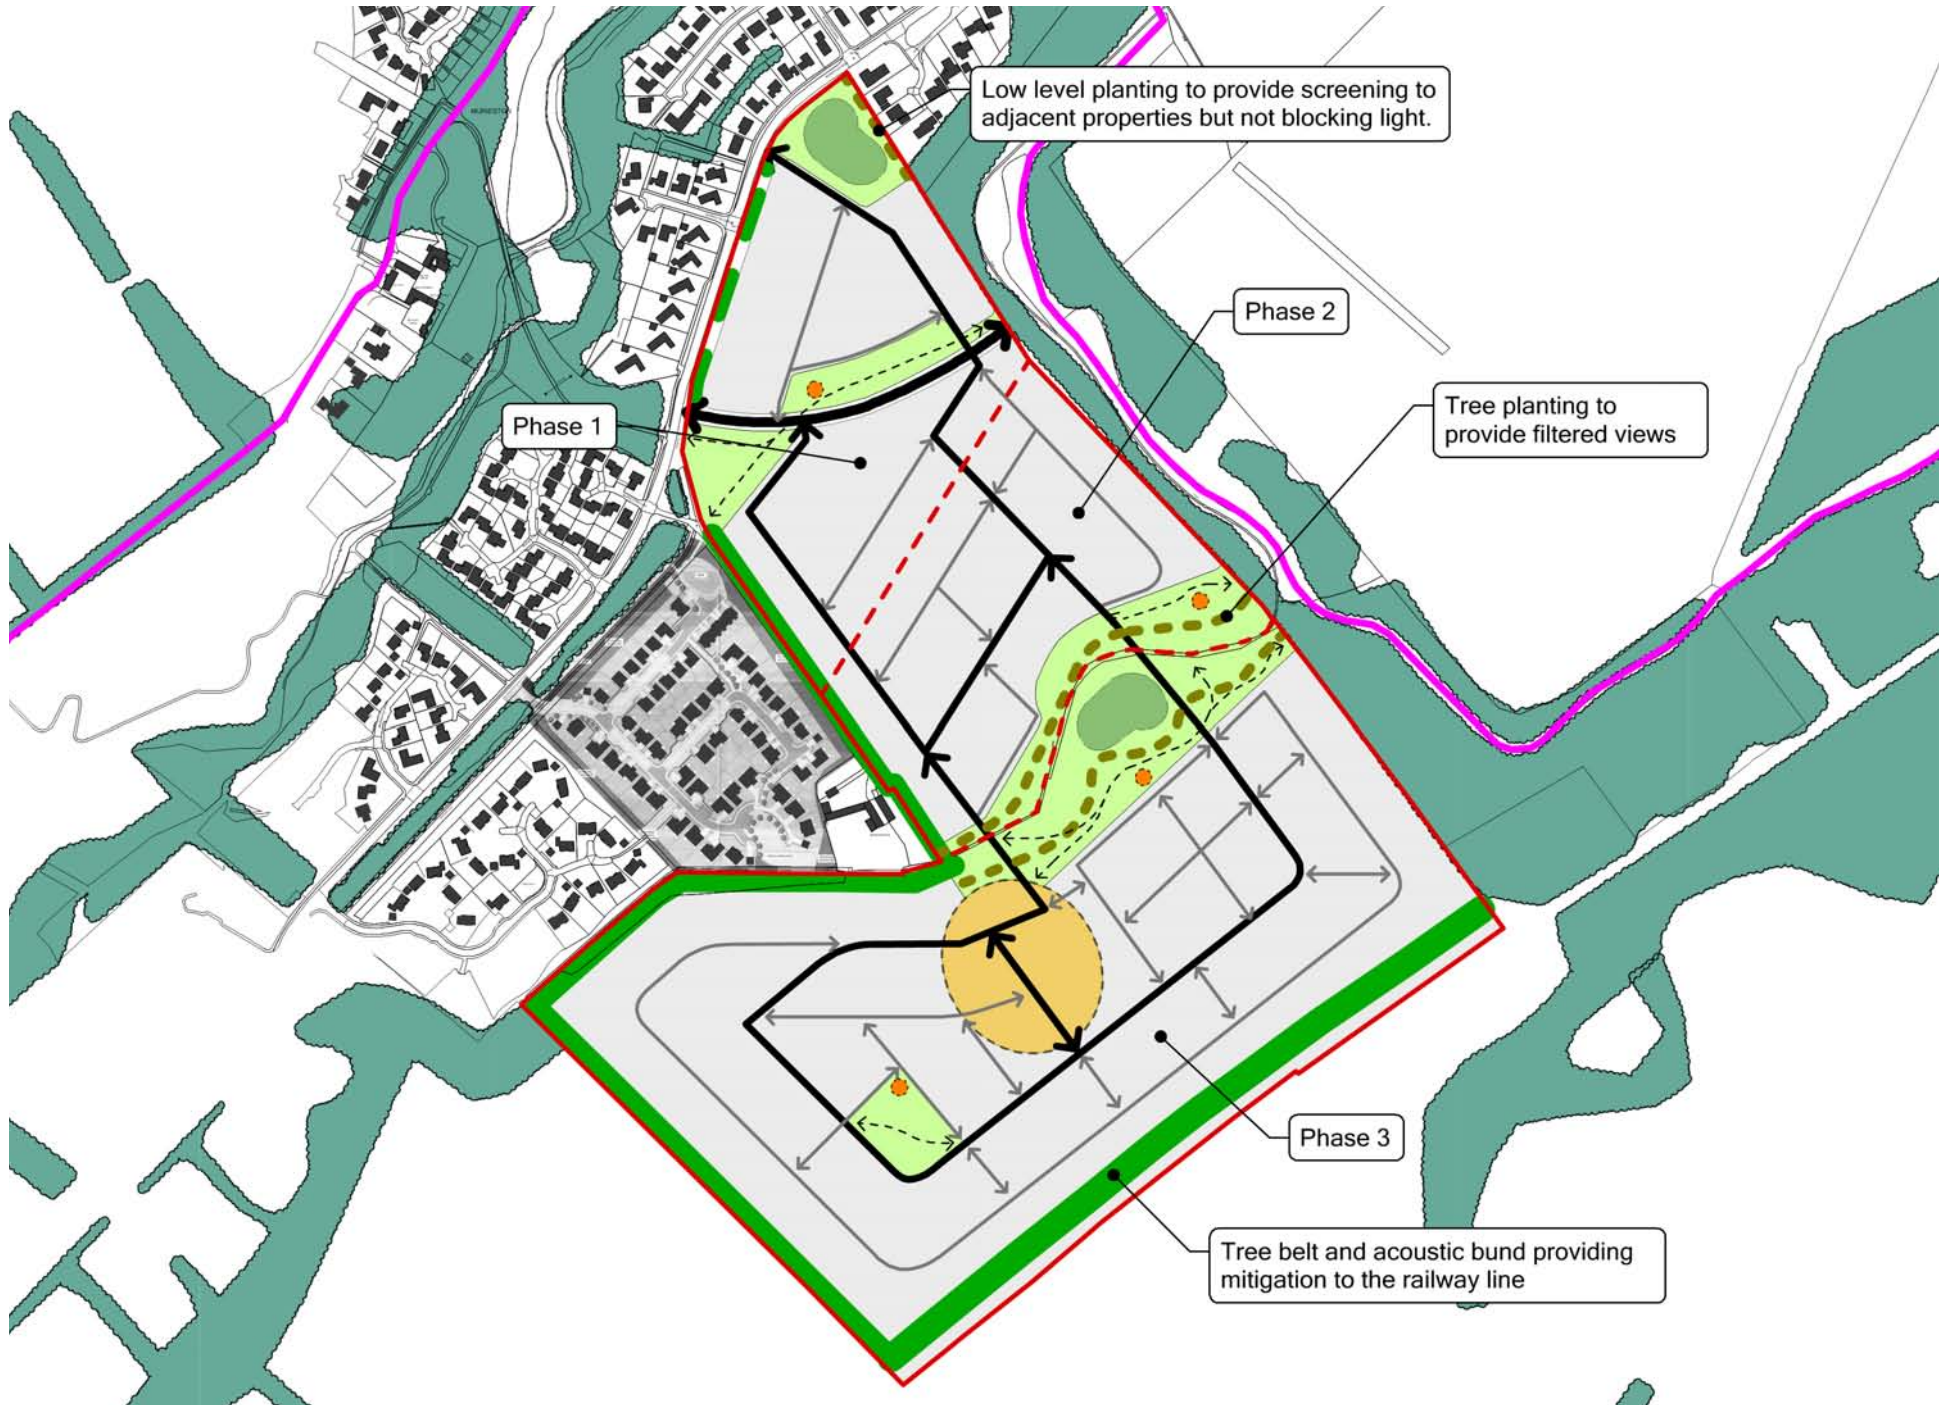 Low level planting to provide screening to
adjacent properties but not blocking light.
Phase 2
Tree planting to
provide filtered views
Phase 1
Phase 3
Tree belt and acoustic bund providing
mitigation to the railway line